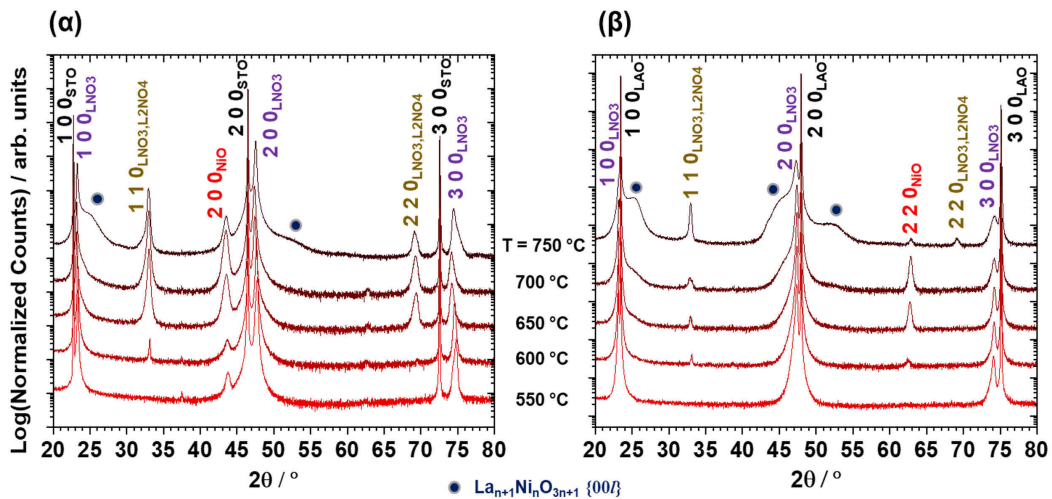 (α)
(β)
Log(Normalized Counts) / arb. units
1 0 0STO
1 0 0LNO3
1 1 0LNO3,L2NO4
2 0 0NiO
2 0 0STO
2 0 0LNO3
2 2 0LNO3,L2NO4
3 0 0STO
3 0 0LNO3
T = 750 °C
700 °C
650 °C
600 °C
550 °C
1 0 0LNO3
1 0 0LAO
1 1 0LNO3,L2NO4
2 0 0LNO3
2 0 0LAO
2 2 0NiO
2 2 0LNO3,L2NO4
3 0 0LNO3
3 0 0LAO
20 25 30 35 40 45 50 55 60 65 70 75 80
20 25 30 35 40 45 50 55 60 65 70 75 80
2θ / °
2θ / °
Lan+1NinO3n+1 {00l}